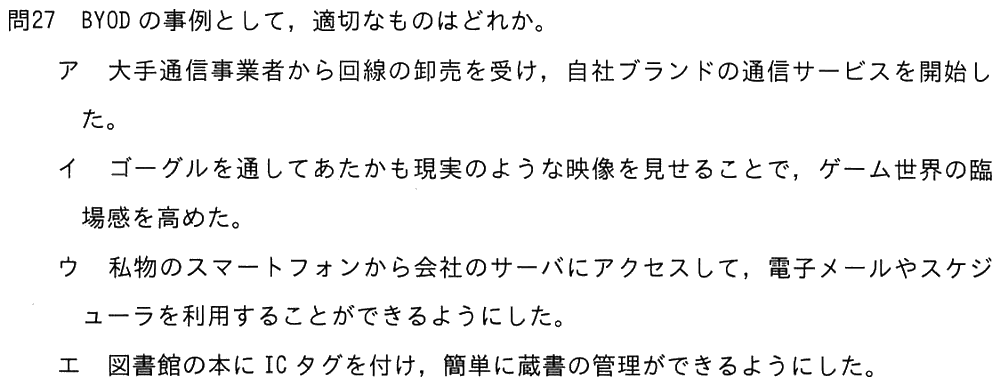 問27 BYOD の事例として，適切なものはどれか。
ア 大手通信事業者から回線の卸売を受け，自社ブランドの通信サービスを開始し
た。
イ ゴーグルを通してあたかも現実のような映像を見せることで，ゲーム世界の臨
場感を高めた。
ウ 私物のスマートフォンから会社のサーバにアクセスして，電子メールやスケジ
ューラを利用することができるようにした。
エ 図書館の本に IC タグを付け，簡単に蔵書の管理ができるようにした。